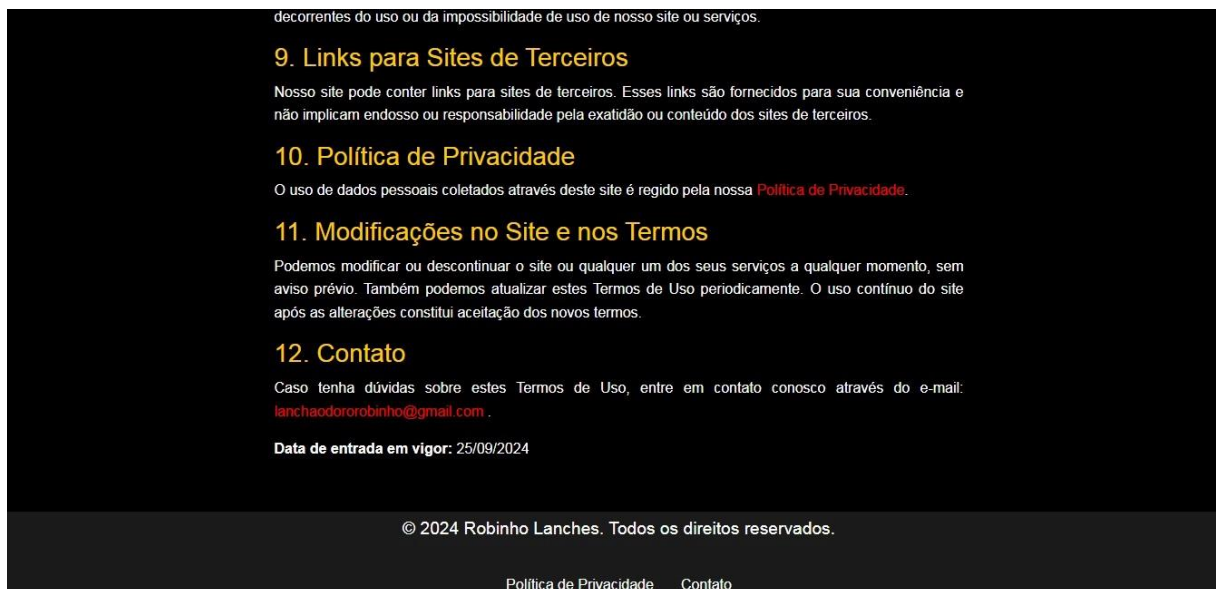 decorrentes do uso ou da impossibilidade de uso de nosso site ou serviços.
9. Links para Sites de Terceiros
Nosso site pode conter links para sites de terceiros. Esses links são fornecidos para sua conveniência e
não implicam endosso ou responsabilidade pela exatidão ou conteúdo dos sites de terceiros.
10. Política de Privacidade
O uso de dados pessoais coletados através deste site é regido pela nossa Política de Privacidade.
11. Modificações no Site e nos Termos
Podemos modificar ou descontinuar o site ou qualquer um dos seus serviços a qualquer momento, sem
aviso prévio. Também podemos atualizar estes Termos de Uso periodicamente. O uso contínuo do site
após as alterações constitui aceitação dos novos termos.
12. Contato
Caso tenha dúvidas sobre estes Termos de Uso, entre em contato conosco através do e-mail:
lanchaodororobinho@gmail.com .
Data de entrada em vigor: 25/09/2024
© 2024 Robinho Lanches. Todos os direitos reservados.
Política de Privacidade Contato